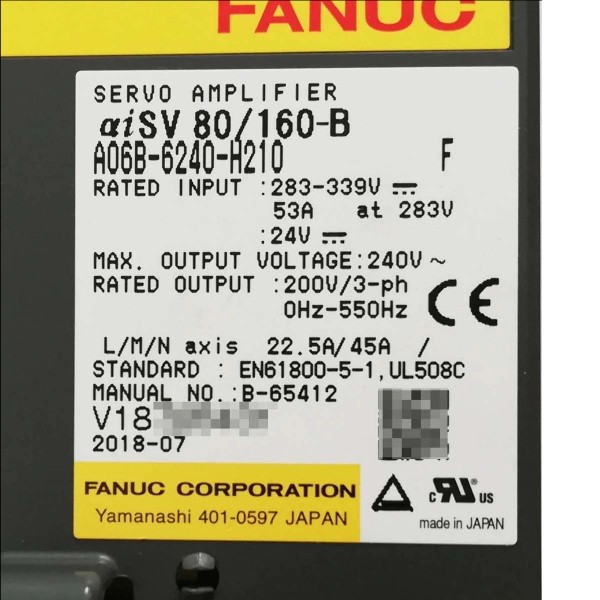 FANUC
SERVO AMPLIFIER
αiSV 80/160-B
A06B-6240-H210 F
RATED INPUT :283-339V ⎓
53A at 283V
:24V ⎓
MAX. OUTPUT VOLTAGE:240V ~
RATED OUTPUT :200V/3-ph
0Hz-550Hz
CE
L/M/N axis 22.5A/45A /
STANDARD : EN61800-5-1,UL508C
MANUAL NO.:B-65412
V18
2018-07
FANUC CORPORATION
Yamanashi 401-0597 JAPAN
c RU US
made in JAPAN